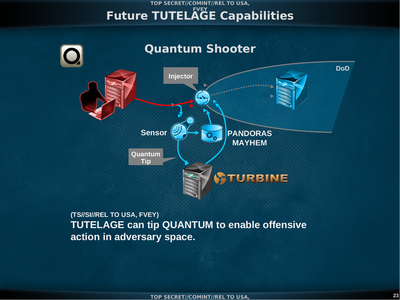 TOP SECRET//COMINT//REL TO USA,
FVEY
Future TUTELAGE Capabilities
Quantum Shooter
Q
Injector
DoD
Sensor
PANDORAS
MAYHEM
Quantum
Tip
TURBINE
(TS//SI//REL TO USA, FVEY)
TUTELAGE can tip QUANTUM to enable offensive
action in adversary space.
TOP SECRET//COMINT//REL TO USA,
23